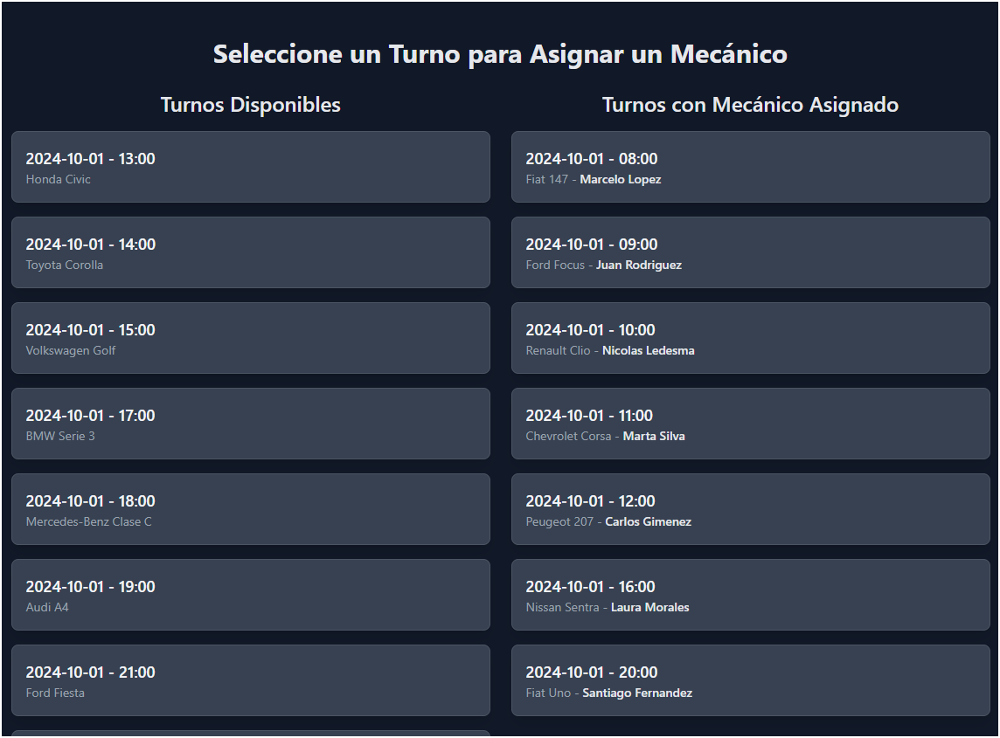 Seleccione un Turno para Asignar un Mecánico
Turnos Disponibles
2024-10-01 - 13:00
Honda Civic
2024-10-01 - 14:00
Toyota Corolla
2024-10-01 - 15:00
Volkswagen Golf
2024-10-01 - 17:00
BMW Serie 3
2024-10-01 - 18:00
Mercedes-Benz Clase C
2024-10-01 - 19:00
Audi A4
2024-10-01 - 21:00
Ford Fiesta
Turnos con Mecánico Asignado
2024-10-01 - 08:00
Fiat 147 - Marcelo Lopez
2024-10-01 - 09:00
Ford Focus - Juan Rodriguez
2024-10-01 - 10:00
Renault Clio - Nicolas Ledesma
2024-10-01 - 11:00
Chevrolet Corsa - Marta Silva
2024-10-01 - 12:00
Peugeot 207 - Carlos Gimenez
2024-10-01 - 16:00
Nissan Sentra - Laura Morales
2024-10-01 - 20:00
Fiat Uno - Santiago Fernandez